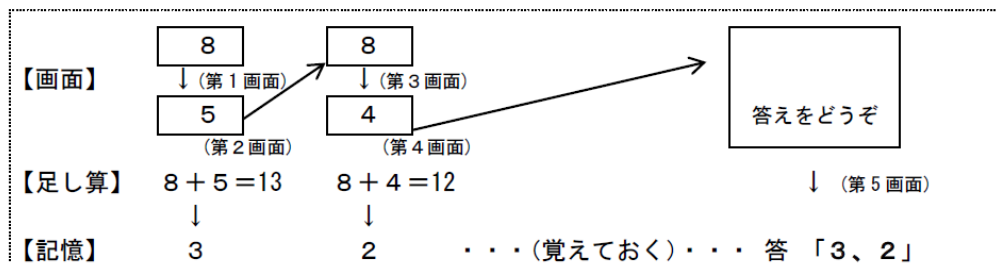 8 8
【画面】 ↓(第1画面) ↓(第3画面)
5 4 答えをどうぞ
(第2画面) (第4画面)
【足し算】 8+5=13 8+4=12 ↓ (第5画面)
↓ ↓
【記憶】 3 2 ・・・(覚えておく)・・・ 答 「3、2」